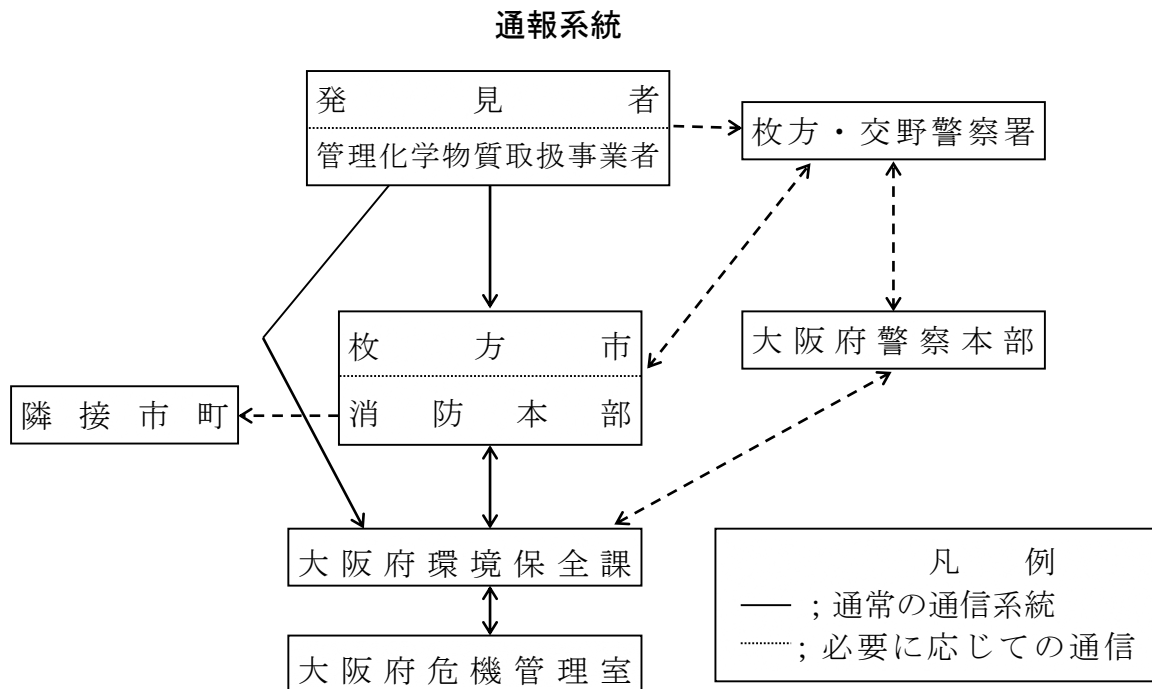 通報系統
発見者
管理化学物質取扱事業者
枚方・交野警察署
枚方市
消防本部
大阪府警察本部
隣接市町
大阪府環境保全課
大阪府危機管理室
凡例
；通常の通信系統
；必要に応じての通信